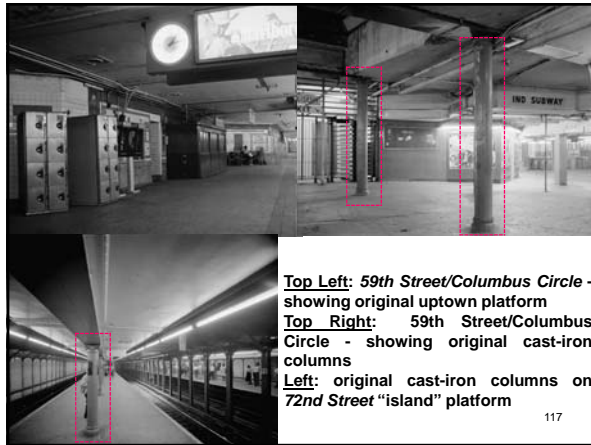 IND SUBWAY
Top Left: 59th Street/Columbus Circle -
showing original uptown platform
Top Right: 59th Street/Columbus
Circle - showing original cast-iron
columns
Left: original cast-iron columns on
72nd Street “island” platform
117